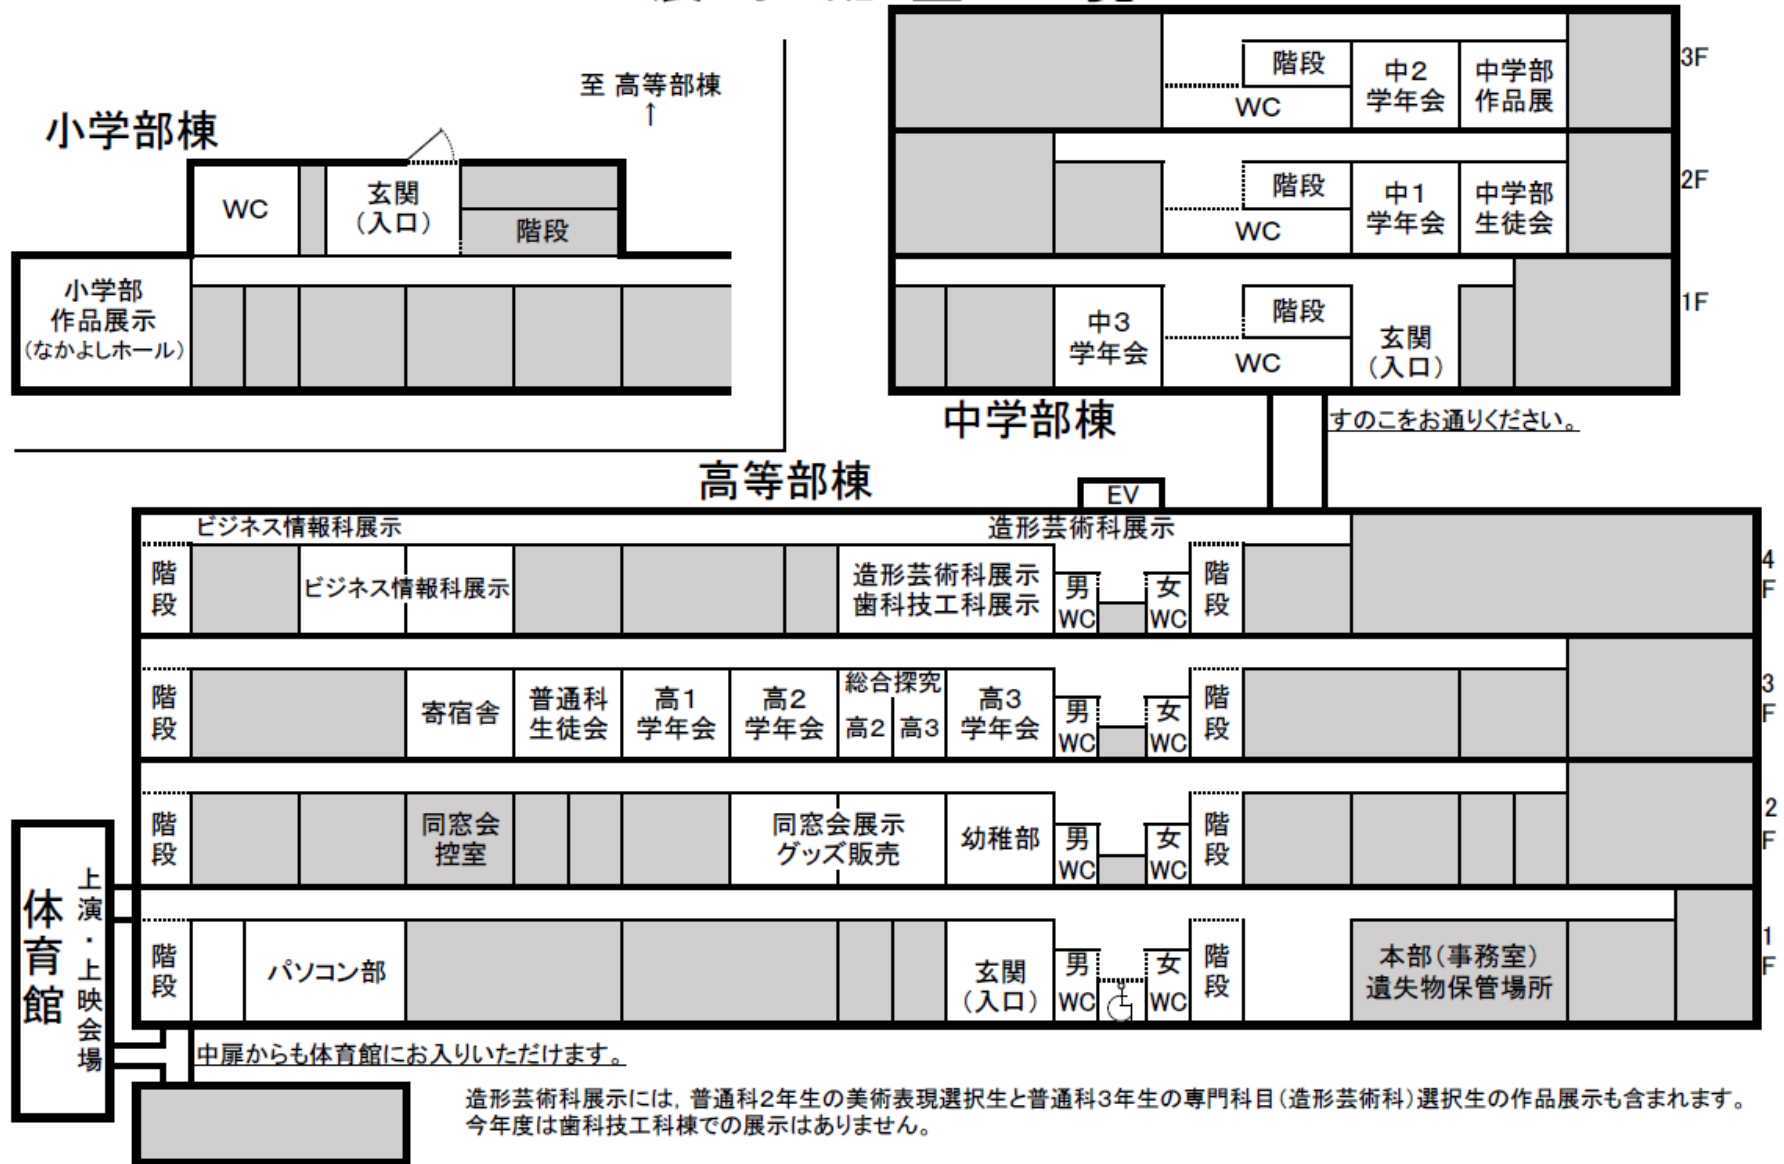 至 高等部棟
↑
小学部棟
WC
玄関
(入口)
階段
小学部
作品展示
(なかよしホール)
階段
中2
学年会
中学部
作品展
WC
3F
階段
中1
学年会
中学部
生徒会
WC
2F
中3
学年会
階段
WC
玄関
(入口)
1F
中学部棟
すのこをお通りください。
高等部棟
EV
ビジネス情報科展示
造形芸術科展示
階段
ビジネス情報科展示
造形芸術科展示
歯科技工科展示
男
WC
女
WC
階段
4F
階段
寄宿舎
普通科
生徒会
高1
学年会
高2
学年会
総合探究
高2
高3
高3
学年会
男
WC
女
WC
階段
3F
階段
同窓会
控室
同窓会展示
グッズ販売
幼稚部
男
WC
女
WC
階段
2F
体育館
上演・上映会場
階段
パソコン部
玄関
(入口)
男
WC
女
WC
階段
本部(事務室)
遺失物保管場所
1F
中扉からも体育館にお入りいただけます。
造形芸術科展示には,普通科2年生の美術表現選択生と普通科3年生の専門科目(造形芸術科)選択生の作品展示も含まれます。
今年度は歯科技工科棟での展示はありません。